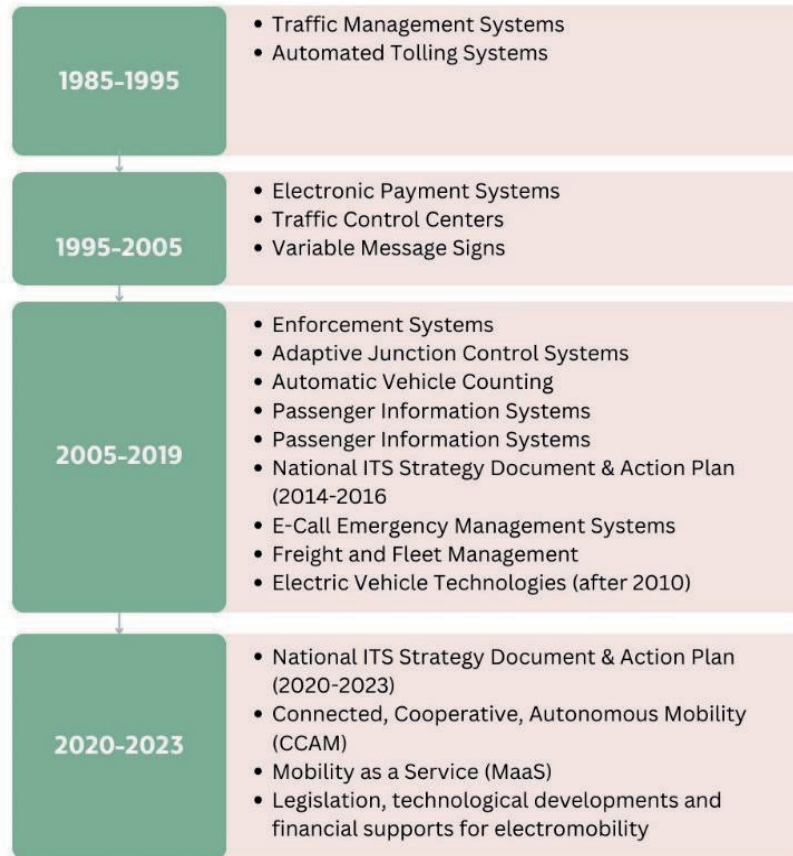 1985-1995
• Traffic Management Systems
• Automated Tolling Systems
1995-2005
• Electronic Payment Systems
• Traffic Control Centers
• Variable Message Signs
2005-2019
• Enforcement Systems
• Adaptive Junction Control Systems
• Automatic Vehicle Counting
• Passenger Information Systems
• Passenger Information Systems
• National ITS Strategy Document & Action Plan
(2014-2016
• E-Call Emergency Management Systems
• Freight and Fleet Management
• Electric Vehicle Technologies (after 2010)
2020-2023
• National ITS Strategy Document & Action Plan
(2020-2023)
• Connected, Cooperative, Autonomous Mobility
(CCAM)
• Mobility as a Service (MaaS)
• Legislation, technological developments and
financial supports for electromobility